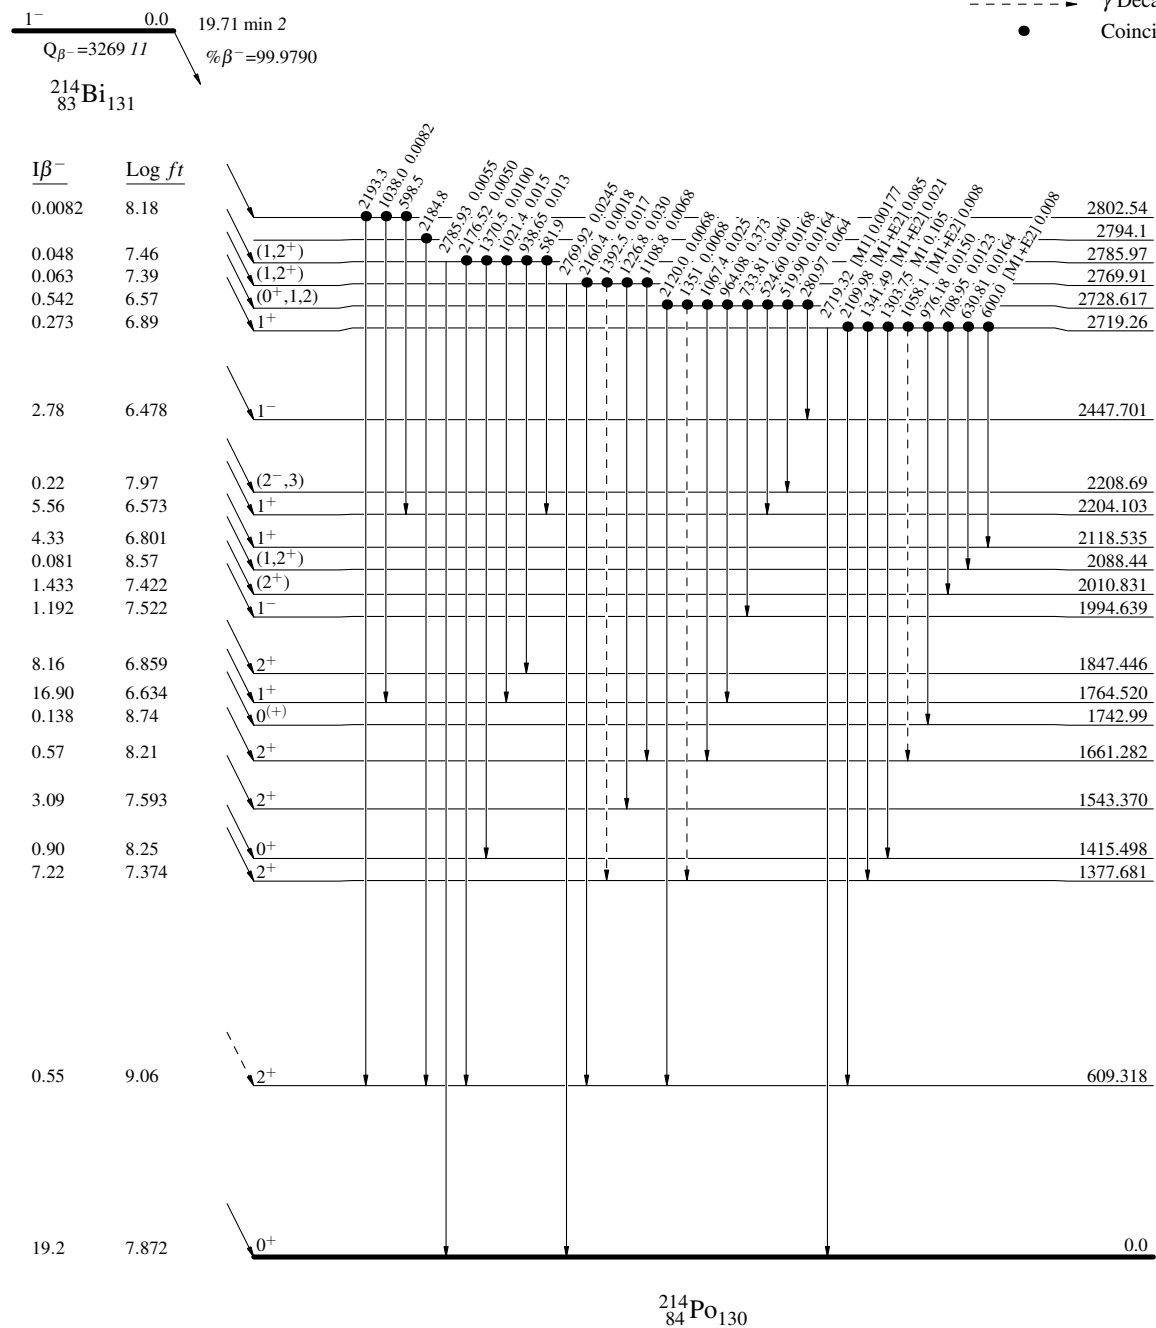 γ Deca
Coinci
1− 0.0 19.71 min 2
Qβ−=3269 11 %β−=99.9790
214 83 Bi 131
Iβ− Log ft
2193.3
1038.0 0.0082
598.5
2184.8
2785.93 0.0055
2176.52 0.0050
1370.5 0.0100
1021.4 0.015
938.65 0.013
581.9
2769.92 0.0245
2160.4 0.0018
1392.5 0.017
1226.8 0.030
1108.8 0.0068
2120.0 0.0068
1351 0.0068
1067.4 0.025
964.08 0.373
733.81 0.040
524.60 0.0168
519.90 0.0164
280.97 0.064
2719.32 [M1] 0.00177
2109.98 [M1+E2] 0.085
1341.49 [M1+E2] 0.021
1303.75 M1 0.105
1058.1 [M1+E2] 0.008
976.18 0.0150
708.95 0.0123
630.81 0.0164
600.0 [M1+E2] 0.008
0.0082 8.18 2802.54
2794.1
0.048 7.46 (1,2+) 2785.97
0.063 7.39 (1,2+) 2769.91
0.542 6.57 (0+,1,2) 2728.617
0.273 6.89 1+ 2719.26
2.78 6.478 1− 2447.701
0.22 7.97 (2−,3) 2208.69
5.56 6.573 1+ 2204.103
4.33 6.801 1+ 2118.535
0.081 8.57 (1,2+) 2088.44
1.433 7.422 (2+) 2010.831
1.192 7.522 1− 1994.639
8.16 6.859 2+ 1847.446
16.90 6.634 1+ 1764.520
0.138 8.74 0(+) 1742.99
0.57 8.21 2+ 1661.282
3.09 7.593 2+ 1543.370
0.90 8.25 0+ 1415.498
7.22 7.374 2+ 1377.681
0.55 9.06 2+ 609.318
19.2 7.872 0+ 0.0
214 84 Po 130